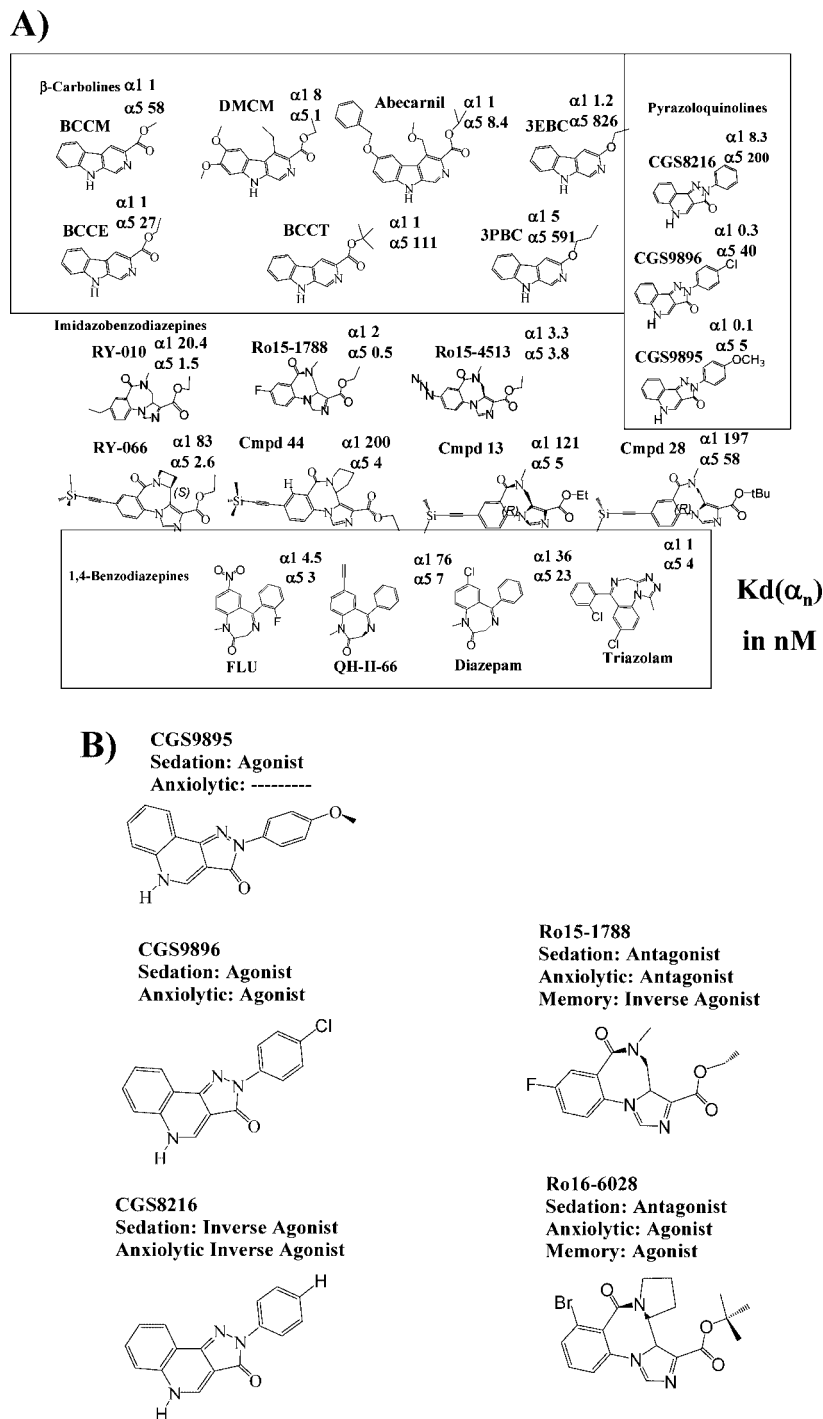 A)
β-Carbolines α1 1
α5 58
BCCM
DMCM
α1 8
α5 1
Abecarnil
α1 1
α5 8.4
3EBC
α1 1.2
α5 826
BCCE
α1 1
α5 27
BCCT
α1 1
α5 111
3PBC
α1 5
α5 591
Pyrazoloquinolines
CGS8216
α1 8.3
α5 200
CGS9896
α1 0.3
α5 40
CGS9895
α1 0.1
α5 5
Imidazobenzodiazepines
RY-010
α1 20.4
α5 1.5
Ro15-1788
α1 2
α5 0.5
Ro15-4513
α1 3.3
α5 3.8
RY-066
α1 83
α5 2.6
(S)
Cmpd 44
α1 200
α5 4
Cmpd 13
α1 121
α5 5
(R)
Cmpd 28
α1 197
α5 58
(R)
1,4-Benzodiazepines
α1 4.5
α5 3
FLU
α1 76
α5 7
QH-II-66
α1 36
α5 23
Diazepam
α1 1
α5 4
Triazolam
Kd(αn)
in nM
B)
CGS9895
Sedation: Agonist
Anxiolytic: ---------
CGS9896
Sedation: Agonist
Anxiolytic: Agonist
CGS8216
Sedation: Inverse Agonist
Anxiolytic Inverse Agonist
Ro15-1788
Sedation: Antagonist
Anxiolytic: Antagonist
Memory: Inverse Agonist
Ro16-6028
Sedation: Antagonist
Anxiolytic: Agonist
Memory: Agonist